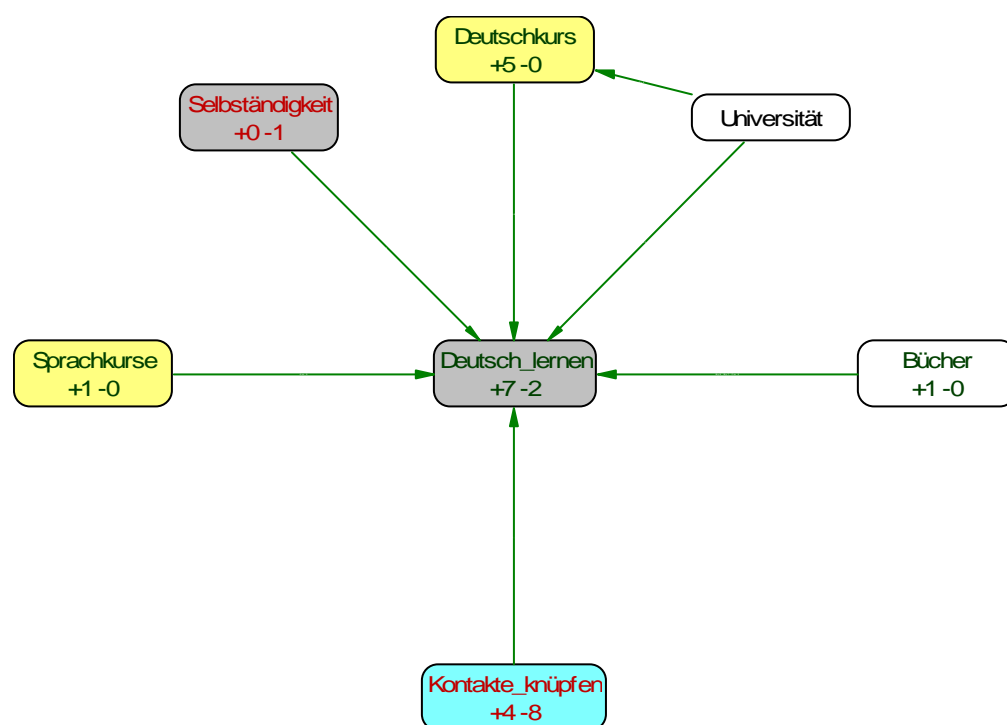 Deutschkurs
+5 -0
Selbständigkeit
+0 -1
Universität
Sprachkurse
+1 -0
Deutsch_lernen
+7 -2
Bücher
+1 -0
Kontakte_knüpfen
+4 -8